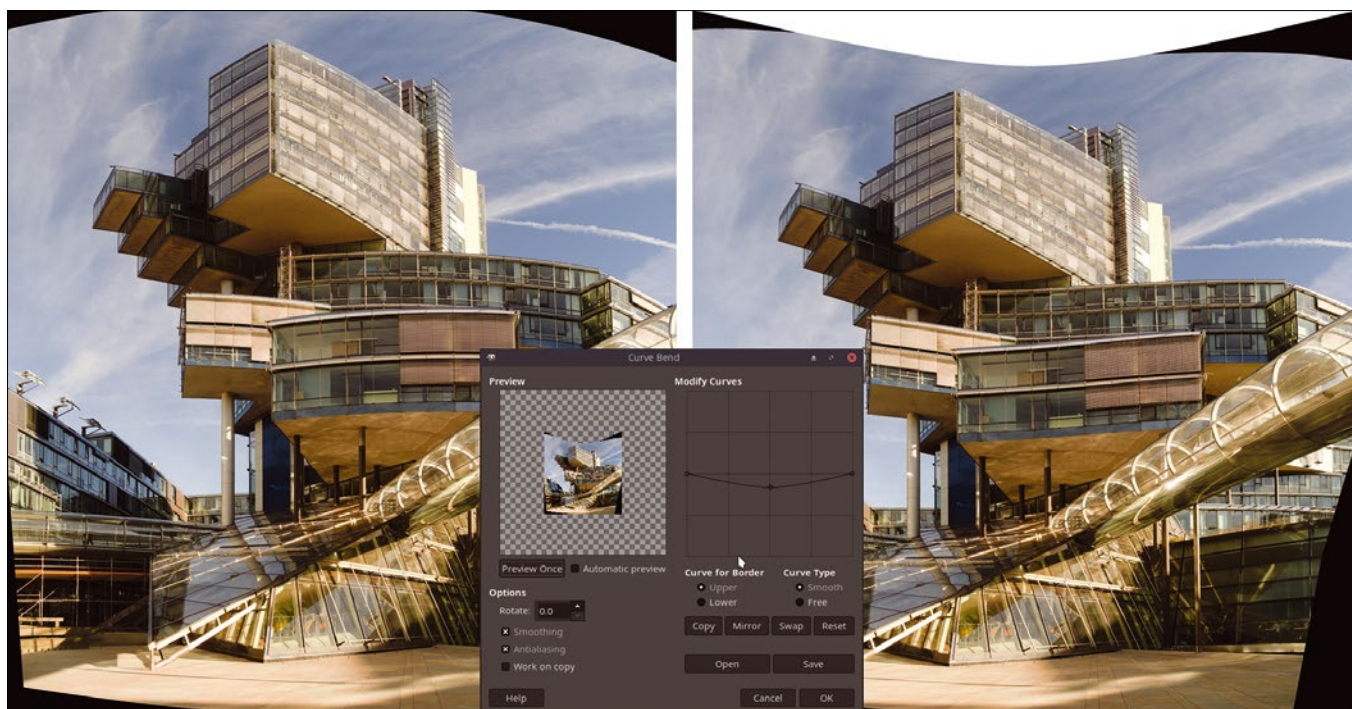 Curve Bend
Preview
Modify Curves
Preview Once
Automatic preview
Curve for Border
Curve Type
Upper
Smooth
Lower
Free
Options
Rotate: 0.0
Smoothing
Antialiasing
Work on copy
Copy
Mirror
Swap
Reset
Open
Save
Help
Cancel
OK